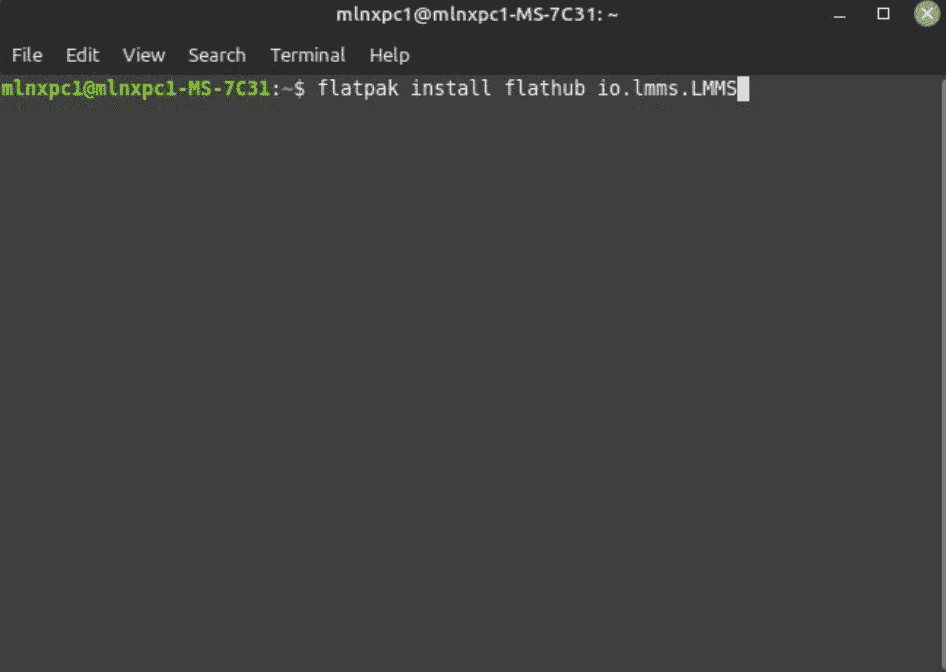 mlnxpc1@mlnxpc1-MS-7C31: ~
File Edit View Search Terminal Help
mlnxpc1@mlnxpc1-MS-7C31:~$ flatpak install flathub io.lmms.LMMS